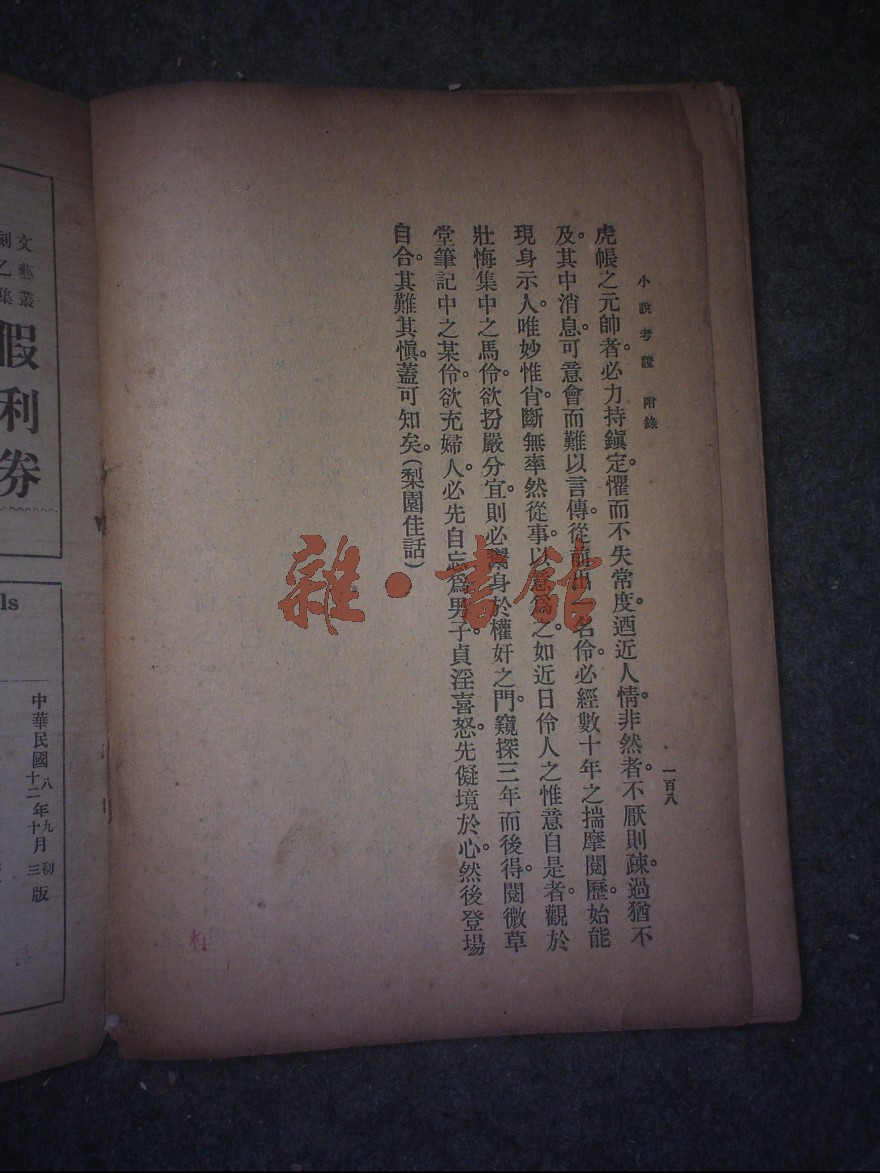 小說考證 附錄
一百八
虎帳之元帥者。必力持鎭定。懼而不失常度。迺近人情。非然者。不厭則疎。過猶不
及。其中消息。可意會而難以言傳。從前出一名伶。必經數十年之揣摩閱歷。始能
現身示人。唯妙惟肖。斷無率然從事。以意爲之。如近日伶人之惟意自是者。觀於
壯悔集中之馬伶。欲扮嚴分宜。則必身於權奸之門。窺探三年而後得。閱微草
堂筆記中之某伶。欲充婦人。必先自忘爲男子。貞淫喜怒。先儗境於心。然後登場
自合。其難其愼。蓋可知矣。(梨園佳話)
雜·書館
文藝叢
刻乙集
假利券
ls
中華民國八年九月初
十二年十月三版